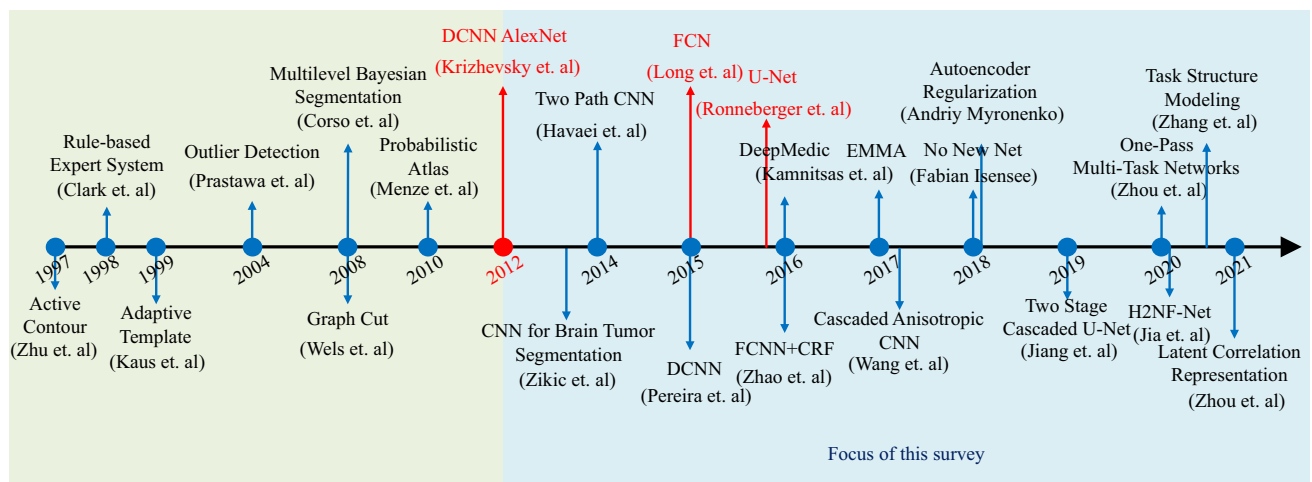 DCNN AlexNet
(Krizhevsky et. al)
FCN
(Long et. al)
U-Net
(Ronneberger et. al)
Multilevel Bayesian
Segmentation
(Corso et. al)
Two Path CNN
(Havaei et. al)
Autoencoder
Regularization
(Andriy Myronenko)
Task Structure
Modeling
(Zhang et. al)
Rule-based
Expert System
(Clark et. al)
Outlier Detection
(Prastawa et. al)
Probabilistic
Atlas
(Menze et. al)
DeepMedic
(Kamnitsas et. al)
EMMA
No New Net
(Fabian Isensee)
One-Pass
Multi-Task Networks
(Zhou et. al)
1997
1998
1999
2004
2008
2010
2012
2014
2015
2016
2017
2018
2019
2020
2021
Active
Contour
(Zhu et. al)
Adaptive
Template
(Kaus et. al)
Graph Cut
(Wels et. al)
CNN for Brain Tumor
Segmentation
(Zikic et. al)
DCNN
(Pereira et. al)
FCNN+CRF
(Zhao et. al)
Cascaded Anisotropic
CNN
(Wang et. al)
Two Stage
Cascaded U-Net
(Jiang et. al)
H2NF-Net
(Jia et. al)
Latent Correlation
Representation
(Zhou et. al)
Focus of this survey